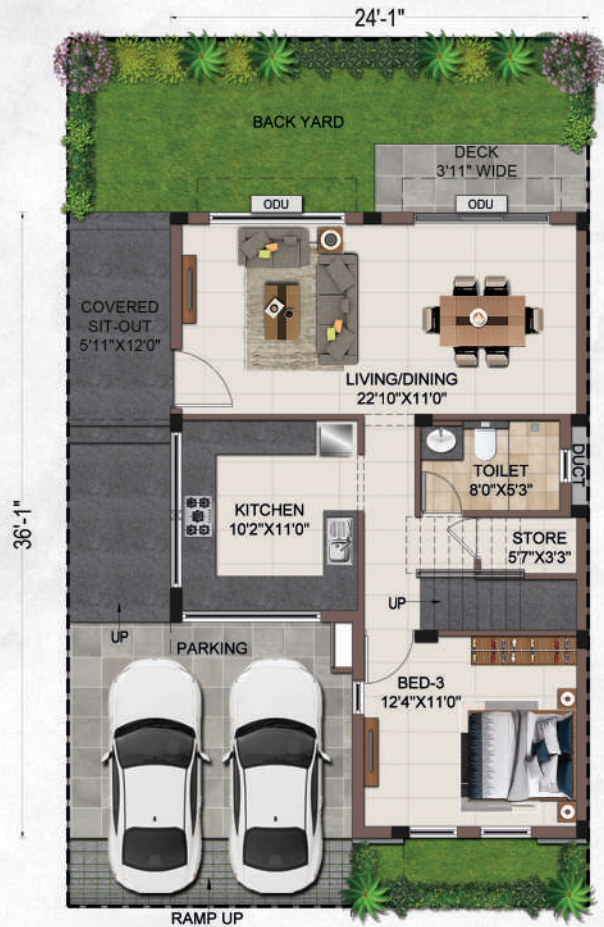 24'-1"
BACK YARD
DECK
3'11" WIDE
ODU
ODU
COVERED
SIT-OUT
5'11"X12'0"
LIVING/DINING
22'10"X11'0"
36'-1"
KITCHEN
10'2"X11'0"
TOILET
8'0"X5'3"
DUCT
STORE
5'7"X3'3"
UP
UP
PARKING
BED-3
12'4"X11'0"
RAMP UP